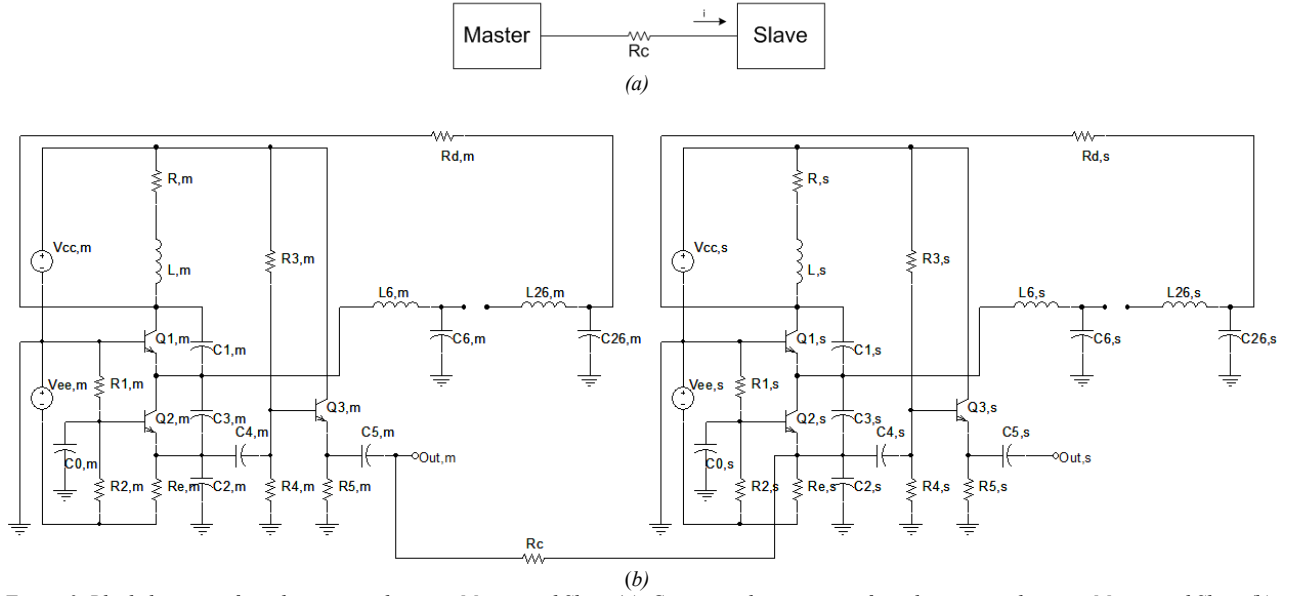 Master
i
Rc
Slave
(a)
Rd,m
R,m
Vcc,m
L,m
R3,m
L6,m
L26,m
Q1,m
C1,m
C6,m
C26,m
Vee,m
R1,m
Q2,m
C3,m
Q3,m
C4,m
C5,m
C0,m
Out,m
R2,m
Re,m
C2,m
R4,m
R5,m
Rd,s
R,s
Vcc,s
L,s
R3,s
L6,s
L26,s
Q1,s
C1,s
C6,s
C26,s
Vee,s
R1,s
Q2,s
C3,s
Q3,s
C4,s
C5,s
C0,s
Out,s
R2,s
Re,s
C2,s
R4,s
R5,s
Rc
(b)